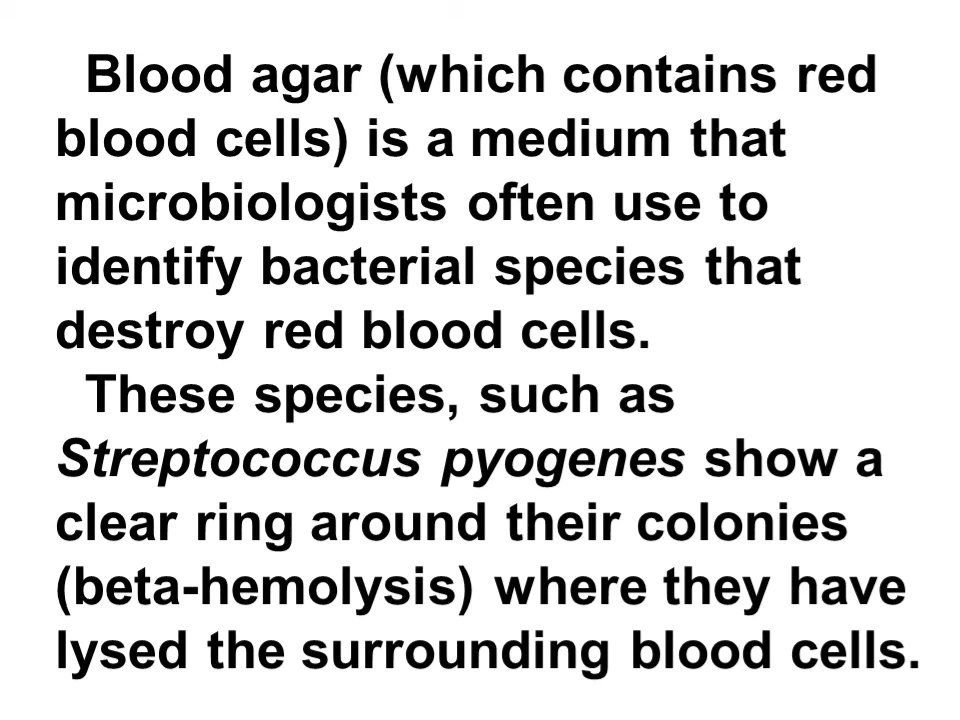 Blood agar (which contains red
blood cells) is a medium that
microbiologists often use to
identify bacterial species that
destroy red blood cells.
These species, such as
Streptococcus pyogenes show a
clear ring around their colonies
(beta-hemolysis) where they have
lysed the surrounding blood cells.